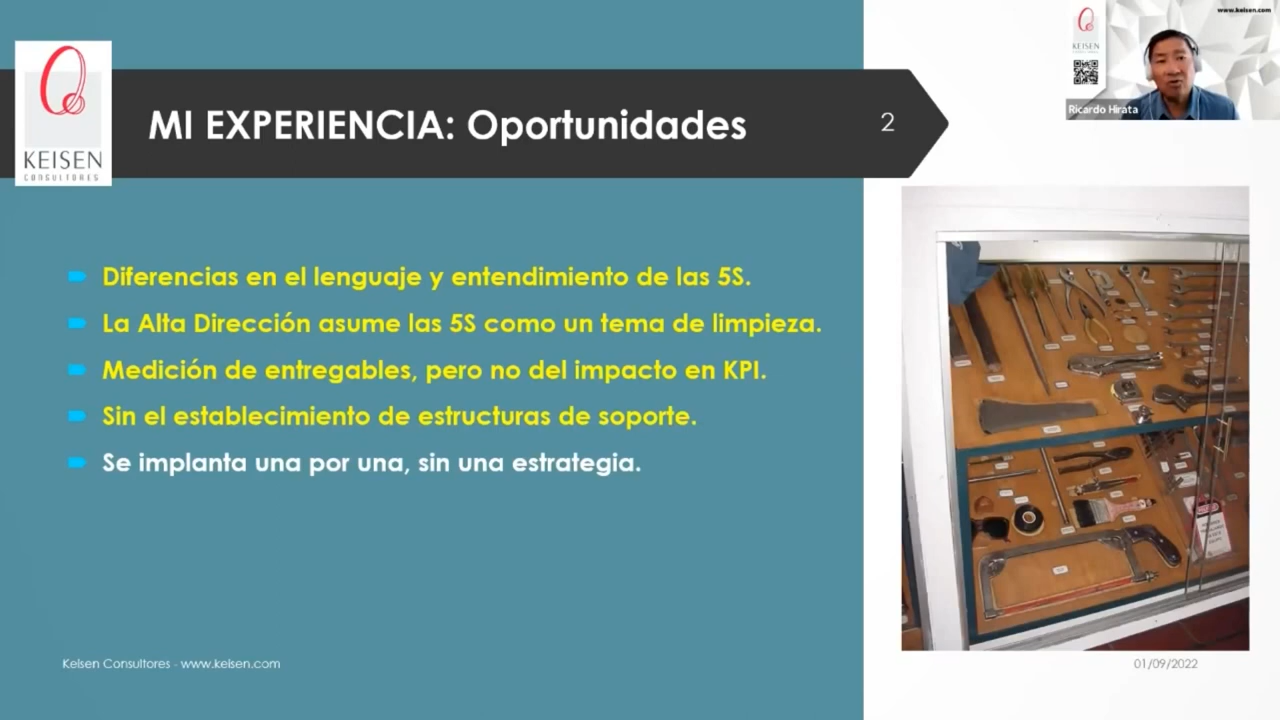 KEISEN
CONSULTORES
MI EXPERIENCIA: Oportunidades
2
www.keisen.com
KEISEN
Ricardo Hirata
Diferencias en el lenguaje y entendimiento de las 5S.
La Alta Dirección asume las 5S como un tema de limpieza.
Medición de entregables, pero no del impacto en KPI.
Sin el establecimiento de estructuras de soporte.
Se implanta una por una, sin una estrategia.
Keisen Consultores - www.keisen.com
01/09/2022